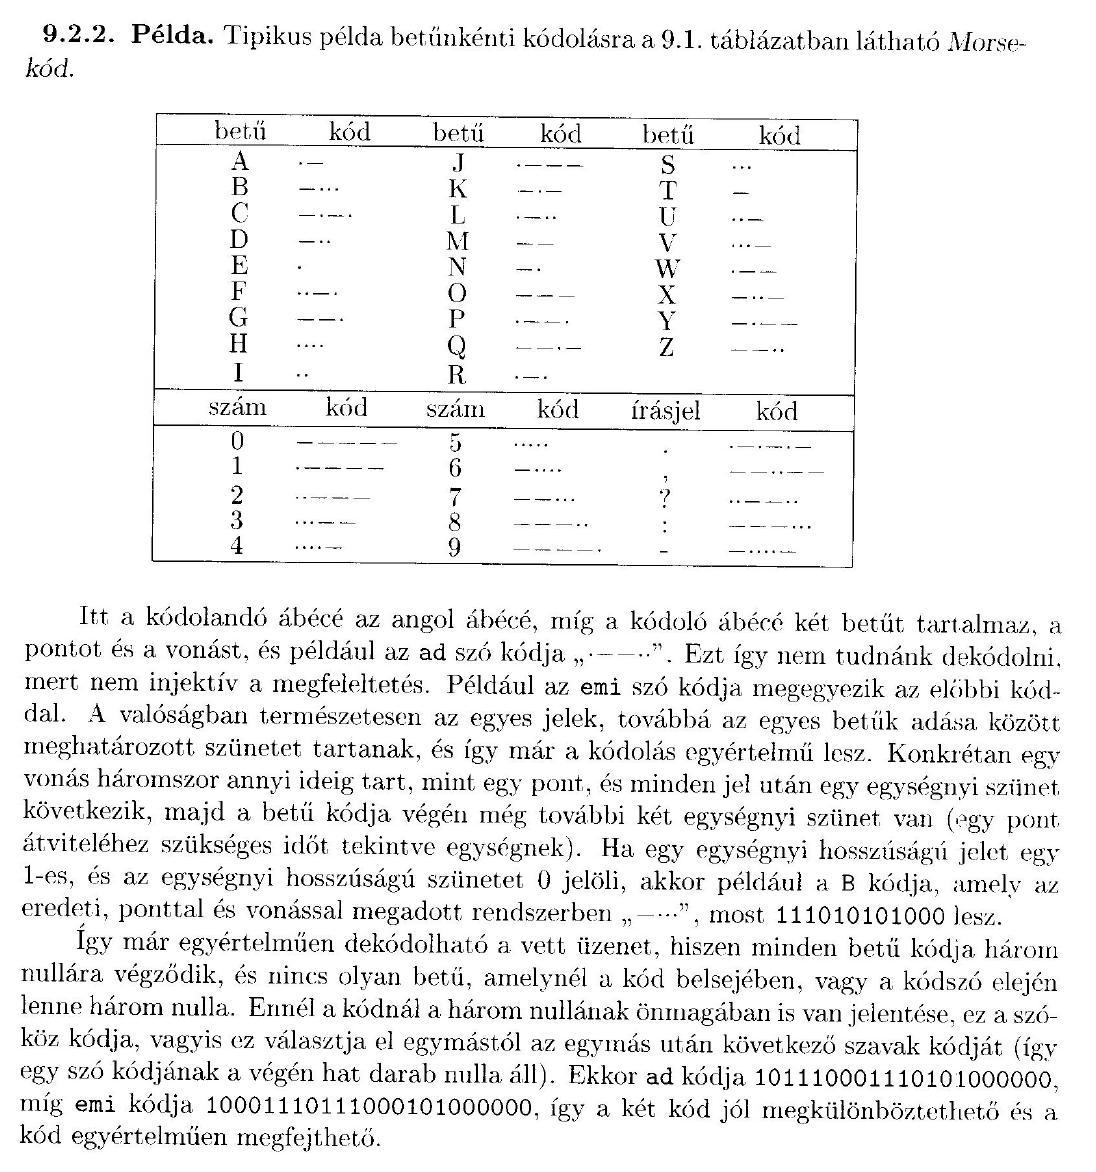 9.2.2. Példa. Tipikus példa betűnkénti kódolásra a 9.1. táblázatban látható Morse-
kód.
betű kód betű kód betű kód
A ·— J ·——— S ···
B —··· K —·— T —
C —·—· L ·—·· U ··—
D —·· M —— V ···—
E · N —· W ·——
F ··—· O ——— X —··—
G ——· P ·——· Y —·——
H ···· Q ——·— Z ——··
I ·· R ·—·
szám kód szám kód írásjel kód
0 ————— 5 ····· . ·—·—·—
1 ·———— 6 —···· , ——··——
2 ··——— 7 ——··· ? ··——··
3 ···—— 8 ———·· : ———···
4 ····— 9 ————· - —····—
Itt a kódolandó ábécé az angol ábécé, míg a kódoló ábécé két betűt tartalmaz, a
pontot és a vonást, és például az ad szó kódja „·——··”. Ezt így nem tudnánk dekódolni,
mert nem injektív a megfeleltetés. Például az emi szó kódja megegyezik az előbbi kód-
dal. A valóságban természetesen az egyes jelek, továbbá az egyes betűk adása között
meghatározott szünetet tartanak, és így már a kódolás egyértelmű lesz. Konkrétan egy
vonás háromszor annyi ideig tart, mint egy pont, és minden jel után egy egységnyi szünet
következik, majd a betű kódja végén még további két egységnyi szünet van (egy pont
átviteléhez szükséges időt tekintve egységnek). Ha egy egységnyi hosszúságú jelet egy
1-es, és az egységnyi hosszúságú szünetet 0 jelöli, akkor például a B kódja, amely az
eredeti, ponttal és vonással megadott rendszerben „—···”, most 111010101000 lesz.
Így már egyértelműen dekódolható a vett üzenet, hiszen minden betű kódja három
nullára végződik, és nincs olyan betű, amelynél a kód belsejében, vagy a kódszó elején
lenne három nulla. Ennél a kódnál a három nullának önmagában is van jelentése, ez a szó-
köz kódja, vagyis ez választja el egymástól az egymás után következő szavak kódját (így
egy szó kódjának a végén hat darab nulla áll). Ekkor ad kódja 101110001110101000000,
míg emi kódja 10001110111000101000000, így a két kód jól megkülönböztethető és a
kód egyértelműen megfejthető.